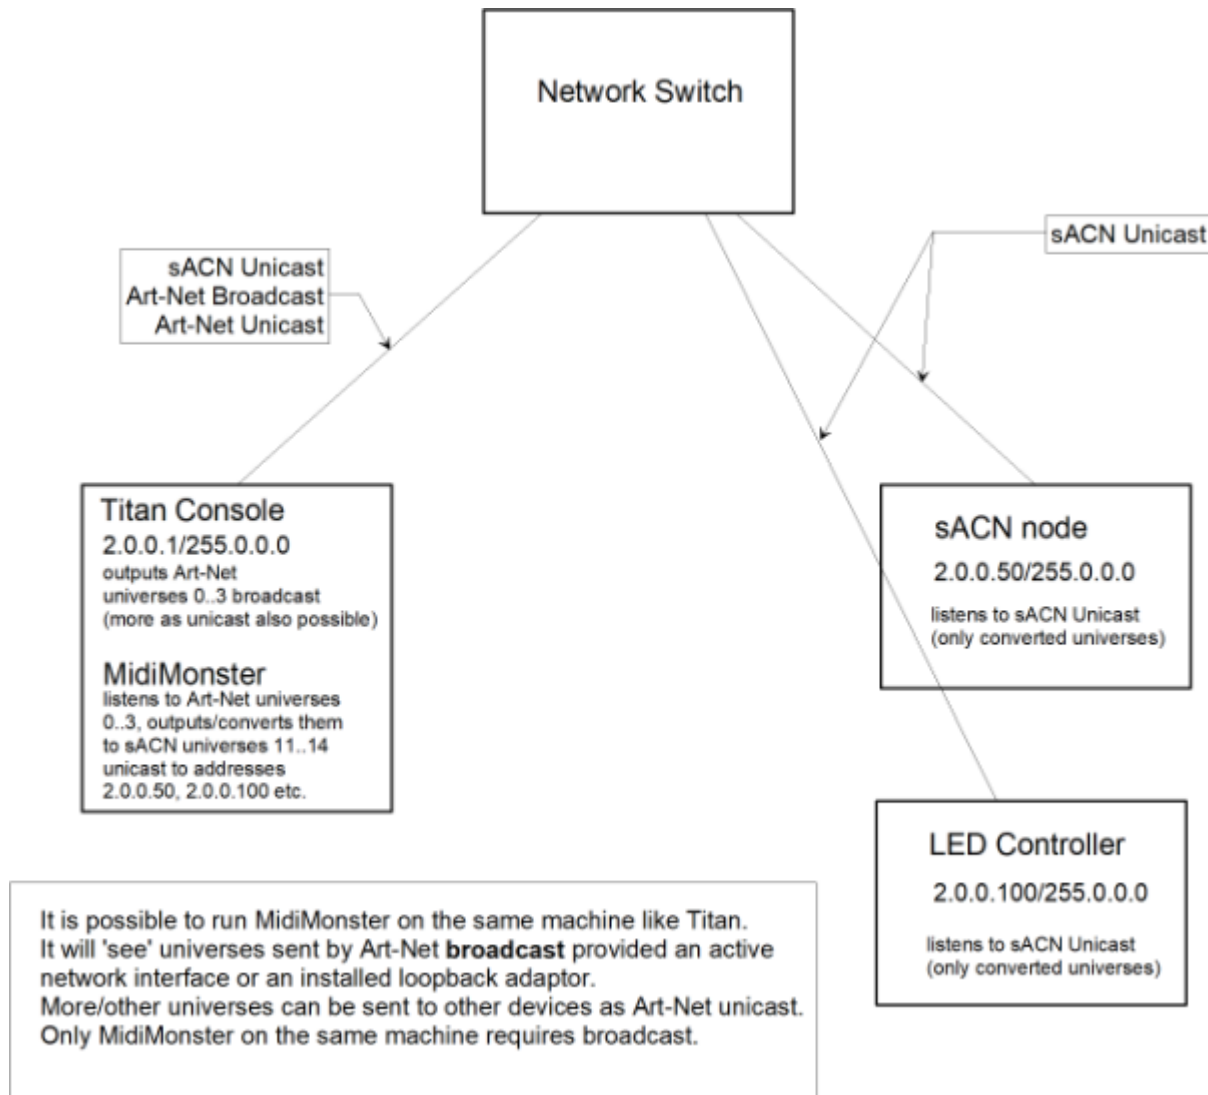 Network Switch
sACN Unicast
Art-Net Broadcast
Art-Net Unicast
sACN Unicast
Titan Console
2.0.0.1/255.0.0.0
outputs Art-Net
universes 0..3 broadcast
(more as unicast also possible)
MidiMonster
listens to Art-Net universes
0..3, outputs/converts them
to sACN universes 11..14
unicast to addresses
2.0.0.50, 2.0.0.100 etc.
sACN node
2.0.0.50/255.0.0.0
listens to sACN Unicast
(only converted universes)
LED Controller
2.0.0.100/255.0.0.0
listens to sACN Unicast
(only converted universes)
It is possible to run MidiMonster on the same machine like Titan.
It will 'see' universes sent by Art-Net broadcast provided an active
network interface or an installed loopback adaptor.
More/other universes can be sent to other devices as Art-Net unicast.
Only MidiMonster on the same machine requires broadcast.